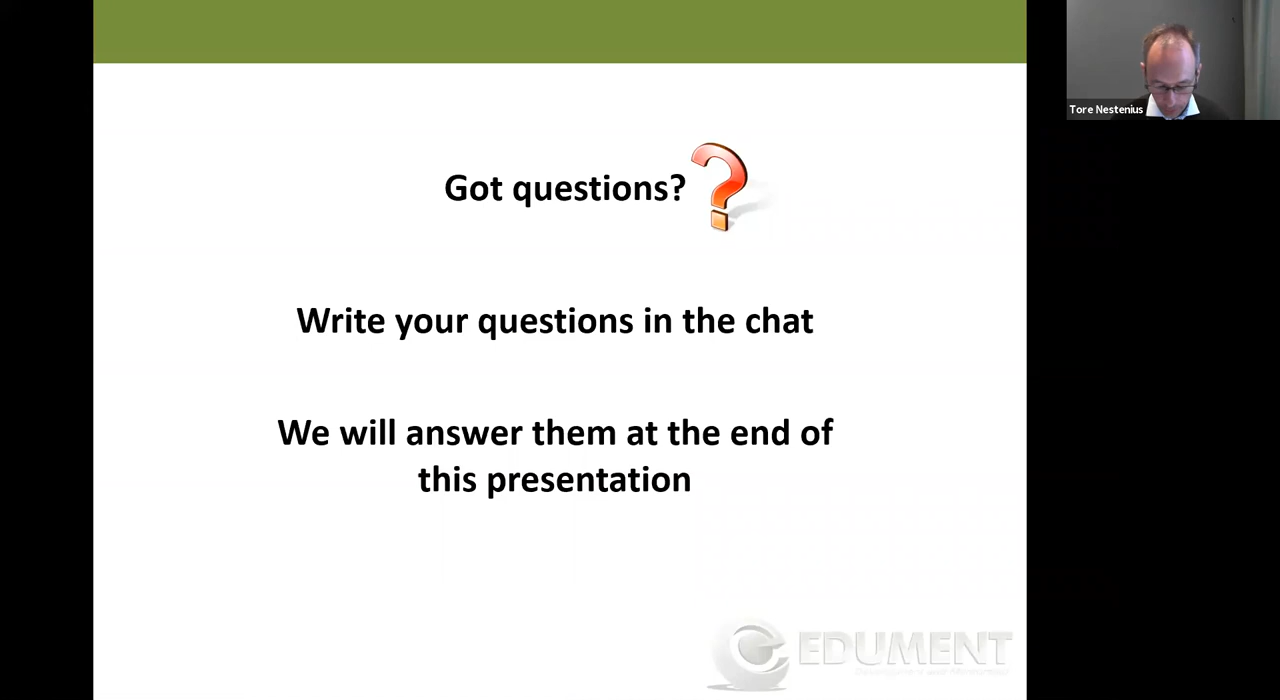 Got questions?
Write your questions in the chat
We will answer them at the end of
this presentation
Tore Nestenius
EDUMENT